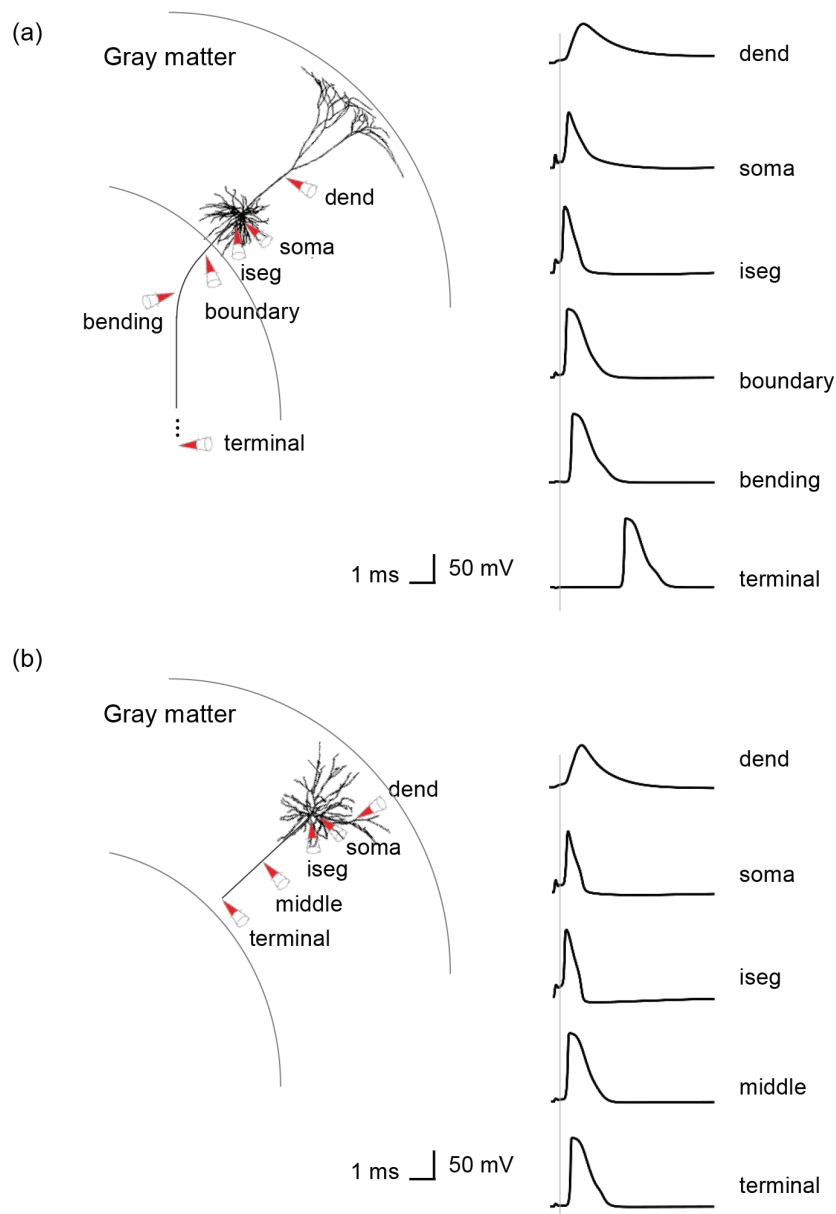 (a)
Gray matter
dend
soma
iseg
boundary
bending
terminal
dend
soma
iseg
boundary
bending
terminal
1 ms
50 mV
(b)
Gray matter
dend
soma
iseg
middle
terminal
dend
soma
iseg
middle
terminal
1 ms
50 mV